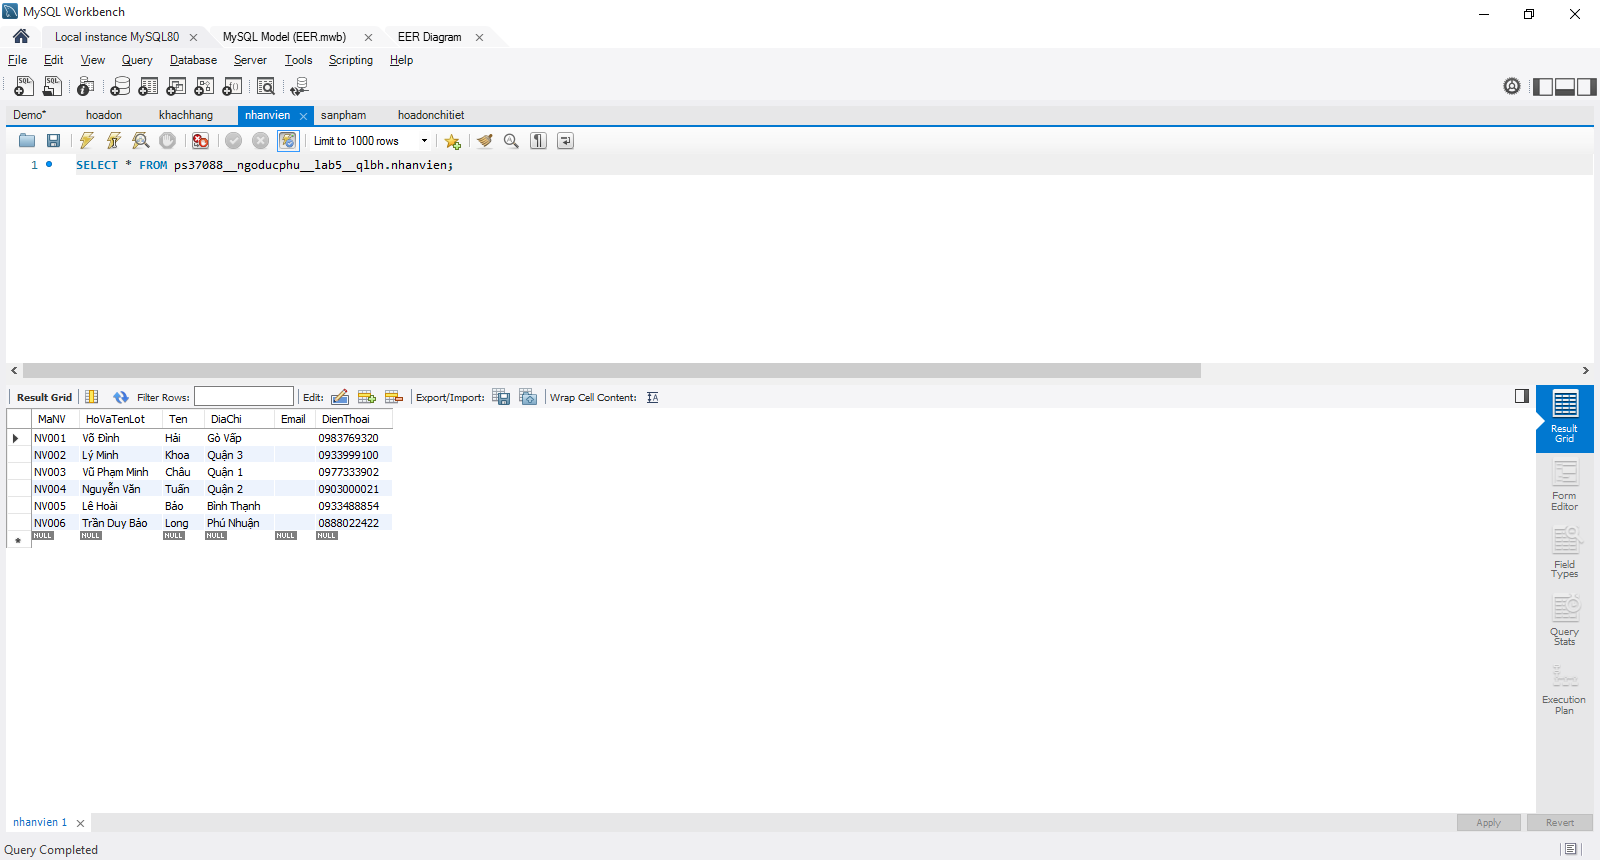 MySQL Workbench
Local instance MySQL80 MySQL Model (EER.mwb) EER Diagram
File Edit View Query Database Server Tools Scripting Help
Demo* hoadon khachhang nhanvien sanpham hoadonchitiet
Limit to 1000 rows
1 SELECT * FROM ps37088__ngoducphu__lab5__qlbh.nhanvien;
Result Grid Filter Rows: Edit: Export/Import: Wrap Cell Content:
MaNV HoVaTenLot Ten DiaChi Email DienThoai
NV001 Võ Đình Hải Gò Vấp 0983769320
NV002 Lý Minh Khoa Quận 3 0933999100
NV003 Vũ Phạm Minh Châu Quận 1 0977333902
NV004 Nguyễn Văn Tuấn Quận 2 0903000021
NV005 Lê Hoài Bảo Bình Thạnh 0933488854
NV006 Trần Duy Bảo Long Phú Nhuận 0888022422
NULL NULL NULL NULL NULL NULL
Result
Grid
Form
Editor
Field
Types
Query
Stats
Execution
Plan
nhanvien 1
Apply Revert
Query Completed